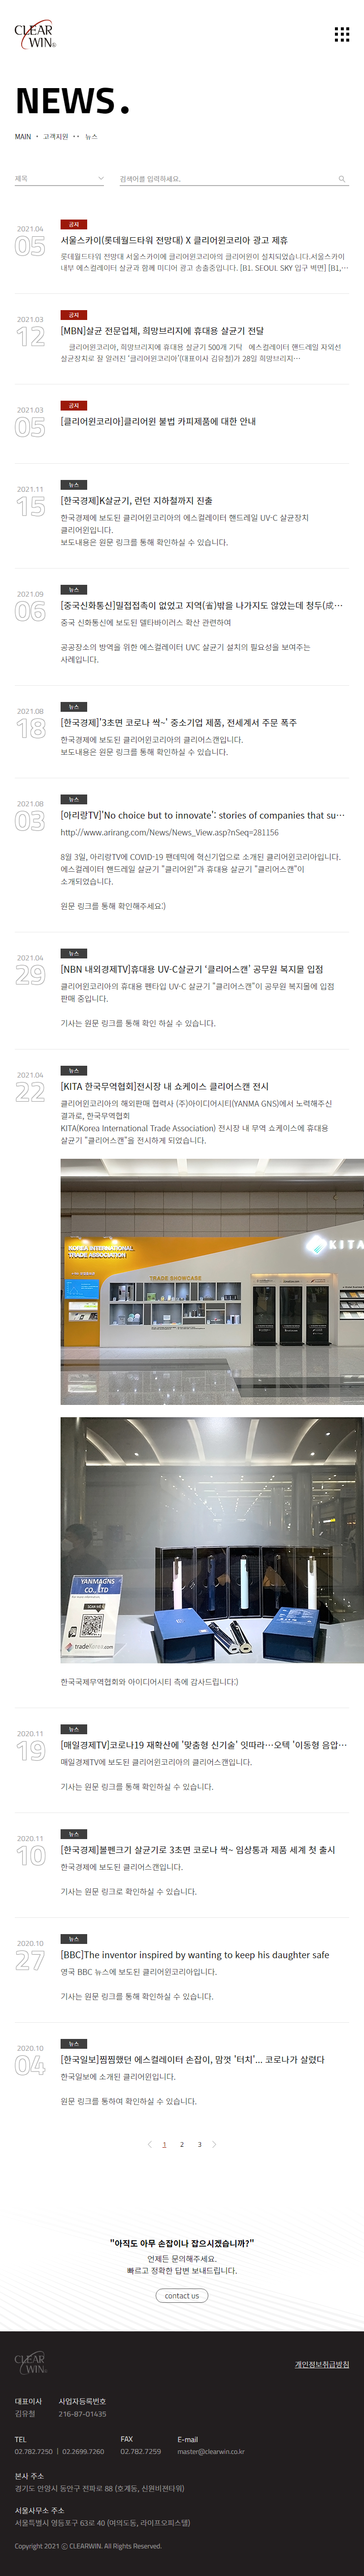 CLEAR
WIN
NEWS.
MAIN · 고객지원 ·· 뉴스
제목
검색어를 입력하세요.
2021.04
05
공제
서울스카이(롯데월드타워 전망대) X 클리어윈코리아 광고 제휴
롯데월드타워 전망대 서울스카이에 클리어윈코리아의 클리어윈이 설치되었습니다.서울스카이
내부 에스컬레이터 살균과 함께 미디어 광고 송출중입니다. [B1. SEOUL SKY 입구 벽면] [B1,…
2021.03
12
공제
[MBN]살균 전문업체, 희망브리지에 휴대용 살균기 전달
클리어윈코리아, 희망브리지에 휴대용 살균기 500개 기탁 에스컬레이터 핸드레일 자외선
살균장치로 잘 알려진 '클리어윈코리아'(대표이사 김유철)가 28일 희망브리지…
2021.03
05
공제
[클리어윈코리아]클리어윈 불법 카피제품에 대한 안내
2021.11
15
뉴스
[한국경제]K살균기, 런던 지하철까지 진출
한국경제에 보도된 클리어윈코리아의 에스컬레이터 핸드레일 UV-C 살균장치
클리어윈입니다.
보도내용은 원문 링크를 통해 확인하실 수 있습니다.
2021.09
06
뉴스
[중국신화통신]밀접접촉이 없었고 지역(省)밖을 나가지도 않았는데 청두(成…
중국 신화통신에 보도된 델타바이러스 확산 관련하여
공공장소의 방역을 위한 에스컬레이터 UVC 살균기 설치의 필요성을 보여주는
사례입니다.
2021.08
18
뉴스
[한국경제]'3초면 코로나 싹~' 중소기업 제품, 전세계서 주문 폭주
한국경제에 보도된 클리어윈코리아의 클리어스캔입니다.
보도내용은 원문 링크를 통해 확인하실 수 있습니다.
2021.08
03
뉴스
[아리랑TV]'No choice but to innovate': stories of companies that su…
http://www.arirang.com/News/News_View.asp?nSeq=281156
8월 3일, 아리랑TV에 COVID-19 팬데믹에 혁신기업으로 소개된 클리어윈코리아입니다.
에스컬레이터 핸드레일 살균기 "클리어윈"과 휴대용 살균기 "클리어스캔"이
소개되었습니다.
원문 링크를 통해 확인해주세요:)
2021.04
29
뉴스
[NBN 내외경제TV]휴대용 UV-C살균기 '클리어스캔' 공무원 복지몰 입점
클리어윈코리아의 휴대용 펜타입 UV-C 살균기 "클리어스캔"이 공무원 복지몰에 입점
판매 중입니다.
기사는 원문 링크를 통해 확인 하실 수 있습니다.
2021.04
22
뉴스
[KITA 한국무역협회]전시장 내 쇼케이스 클리어스캔 전시
클리어윈코리아의 해외판매 협력사 (주)아이디어시티(YANMA GNS)에서 노력해주신
결과로, 한국무역협회
KITA(Korea International Trade Association) 전시장 내 무역 쇼케이스에 휴대용
살균기 "클리어스캔"을 전시하게 되었습니다.
KOREA INTERNATIONAL
TRADE ASSOCIATION
TRADE SHOWCASE
KITA
YANMAGNS
CO.,LTD
SCAN ME
tradeKorea.com
한국국제무역협회와 아이디어시티 측에 감사드립니다:)
2020.11
19
뉴스
[매일경제TV]코로나19 재확산에 '맞춤형 신기술' 잇따라…오텍 '이동형 음압…
매일경제TV에 보도된 클리어윈코리아의 클리어스캔입니다.
기사는 원문 링크를 통해 확인하실 수 있습니다.
2020.11
10
뉴스
[한국경제]볼펜크기 살균기로 3초면 코로나 싹~ 임상통과 제품 세계 첫 출시
한국경제에 보도된 클리어스캔입니다.
기사는 원문 링크로 확인하실 수 있습니다.
2020.10
27
뉴스
[BBC]The inventor inspired by wanting to keep his daughter safe
영국 BBC 뉴스에 보도된 클리어윈코리아입니다.
기사는 원문 링크를 통해 확인하실 수 있습니다.
2020.10
04
뉴스
[한국일보]찜찜했던 에스컬레이터 손잡이, 맘껏 '터치'... 코로나가 살렸다
한국일보에 소개된 클리어윈입니다.
원문 링크를 통하여 확인하실 수 있습니다.
1 2 3
"아직도 아무 손잡이나 잡으시겠습니까?"
언제든 문의해주세요.
빠르고 정확한 답변 보내드립니다.
contact us
CLEAR
WIN
개인정보취급방침
대표이사 사업자등록번호
김유철 216-87-01435
TEL FAX E-mail
02.782.7250 | 02.2699.7260 02.782.7259 master@clearwin.co.kr
본사 주소
경기도 안양시 동안구 전파로 88 (호계동, 신원비젼타워)
서울사무소 주소
서울특별시 영등포구 63로 40 (여의도동, 라이프오피스텔)
Copyright 2021 ⓒ CLEARWIN. All Rights Reserved.